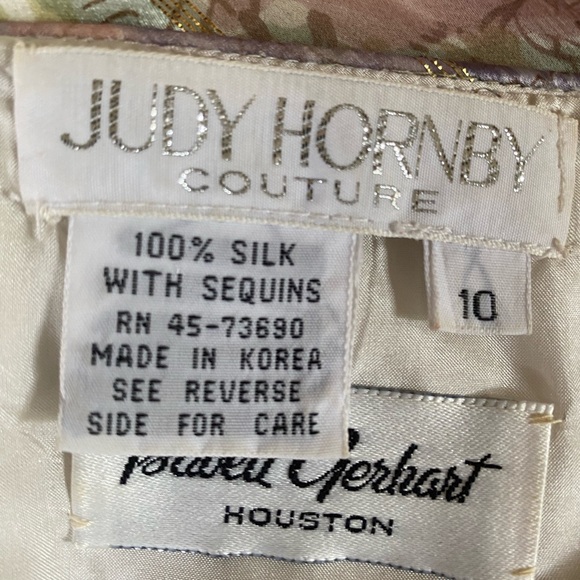 JUDY HORNBY
COUTURE
10
100% SILK
WITH SEQUINS
RN 45-73690
MADE IN KOREA
SEE REVERSE
SIDE FOR CARE
Gerhart
HOUSTON